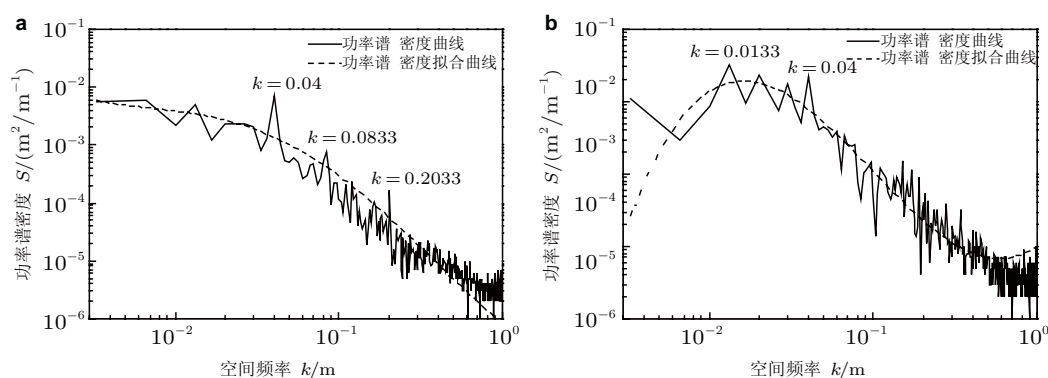 a
10⁻¹
10⁻²
10⁻³
10⁻⁴
10⁻⁵
10⁻⁶
功率谱密度 S/(m²/m⁻¹)
功率谱 密度曲线
功率谱 密度拟合曲线
k=0.04
k=0.0833
k=0.2033
10⁻² 10⁻¹ 10⁰
空间频率 k/m
b
10⁻¹
10⁻²
10⁻³
10⁻⁴
10⁻⁵
10⁻⁶
功率谱密度 S/(m²/m⁻¹)
功率谱 密度曲线
功率谱 密度拟合曲线
k=0.0133
k=0.04
10⁻² 10⁻¹ 10⁰
空间频率 k/m